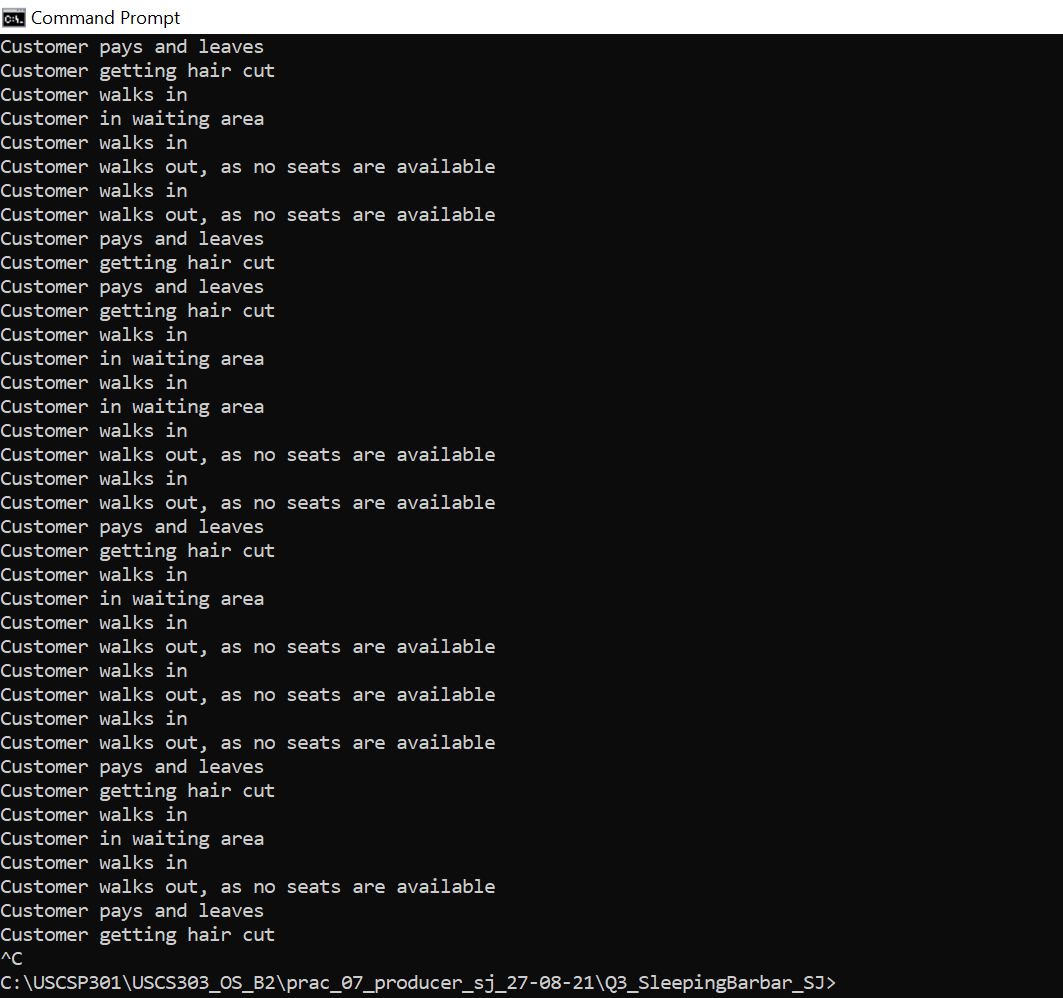 Command Prompt
Customer pays and leaves
Customer getting hair cut
Customer walks in
Customer in waiting area
Customer walks in
Customer walks out, as no seats are available
Customer walks in
Customer walks out, as no seats are available
Customer pays and leaves
Customer getting hair cut
Customer pays and leaves
Customer getting hair cut
Customer walks in
Customer in waiting area
Customer walks in
Customer in waiting area
Customer walks in
Customer walks out, as no seats are available
Customer walks in
Customer walks out, as no seats are available
Customer pays and leaves
Customer getting hair cut
Customer walks in
Customer in waiting area
Customer walks in
Customer walks out, as no seats are available
Customer walks in
Customer walks out, as no seats are available
Customer walks in
Customer walks out, as no seats are available
Customer pays and leaves
Customer getting hair cut
Customer walks in
Customer in waiting area
Customer walks in
Customer walks out, as no seats are available
Customer pays and leaves
Customer getting hair cut
^C
C:\USCSP301\USCS303_OS_B2\prac_07_producer_sj_27-08-21\Q3_SleepingBarbar_SJ>